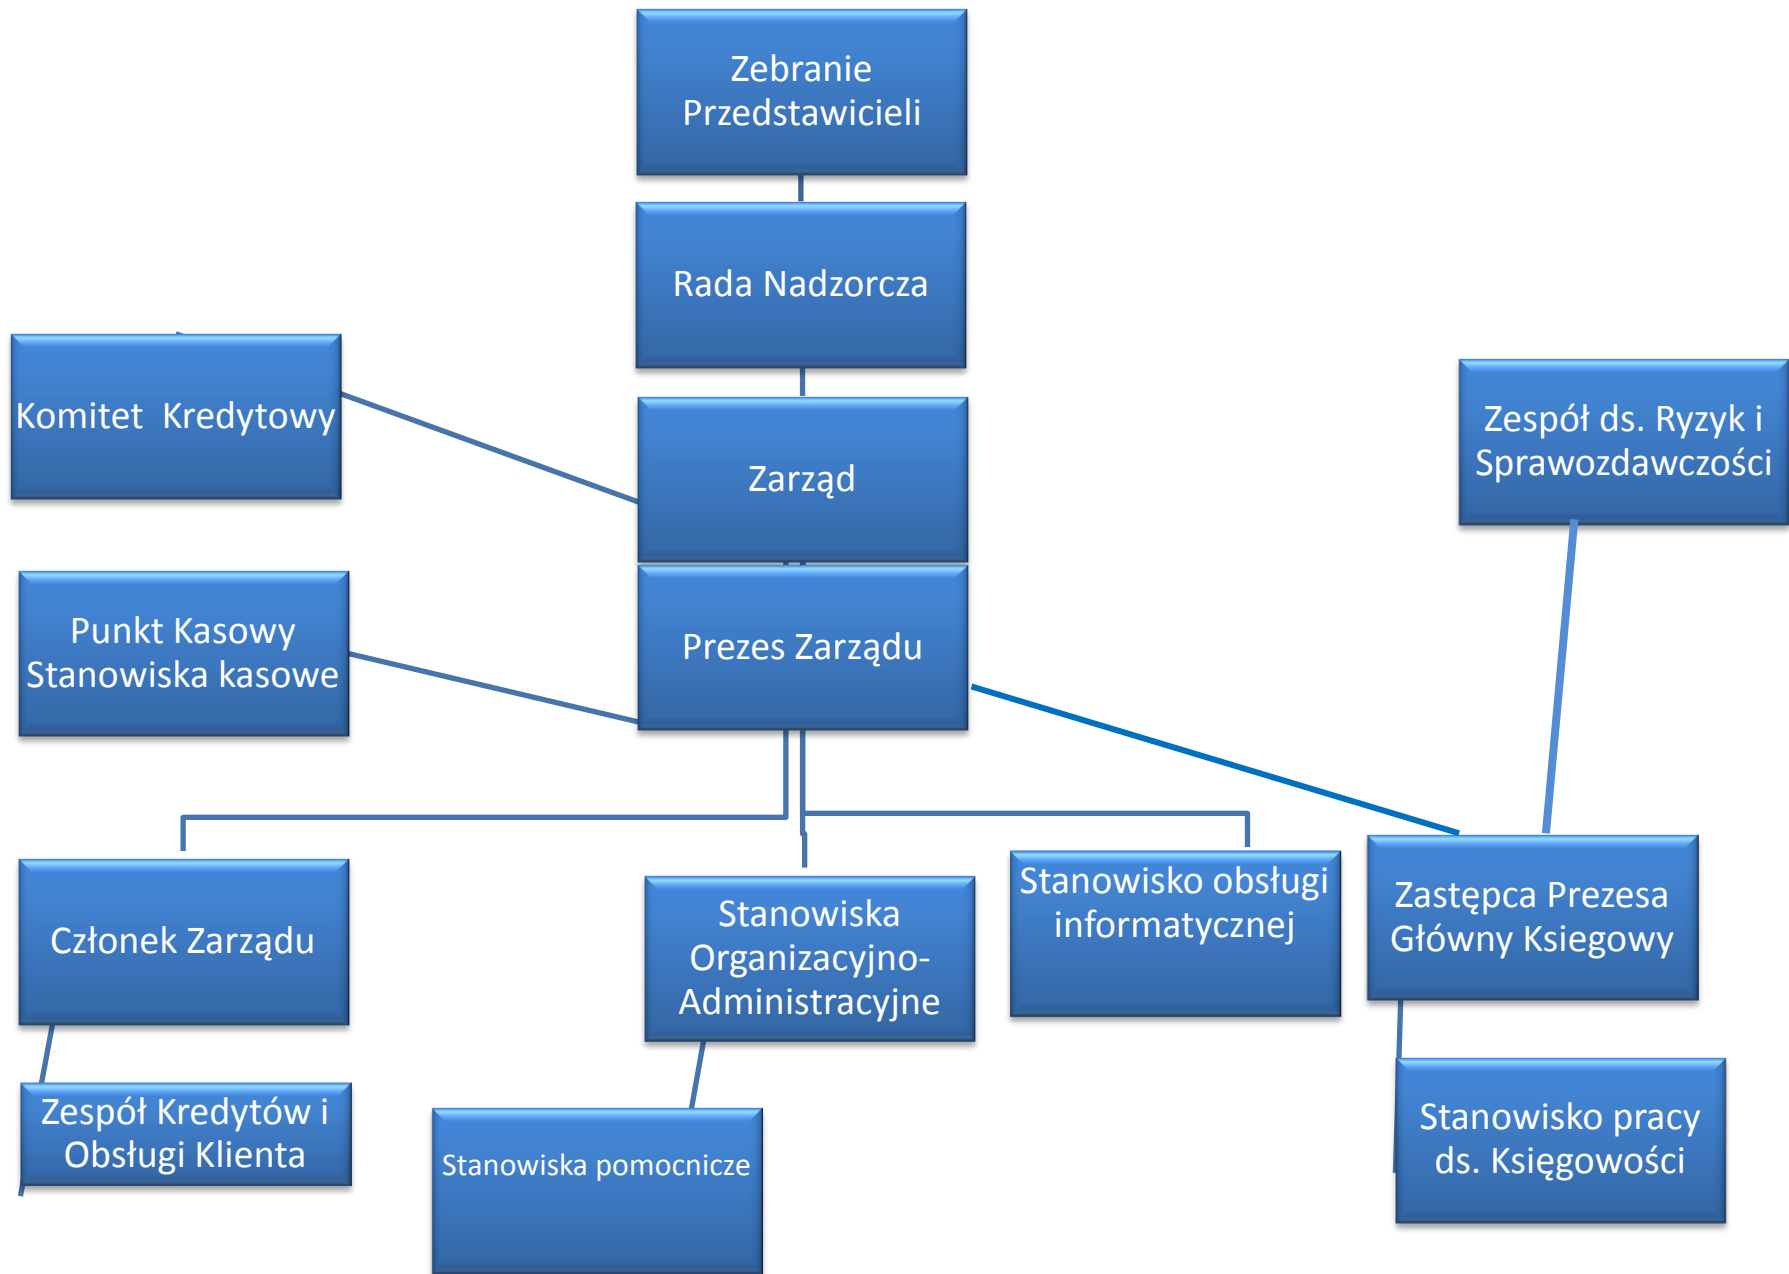 Zebranie
Przedstawicieli
Rada Nadzorcza
Komitet  Kredytowy
Zarząd
Zespół ds. Ryzyk i
Sprawozdawczości
Punkt Kasowy
Stanowiska kasowe
Prezes Zarządu
Członek Zarządu
Stanowiska
Organizacyjno-
Administracyjne
Stanowisko obsługi
informatycznej
Zastępca Prezesa
Główny Ksiegowy
Zespół Kredytów i
Obsługi Klienta
Stanowiska pomocnicze
Stanowisko pracy
ds. Księgowości